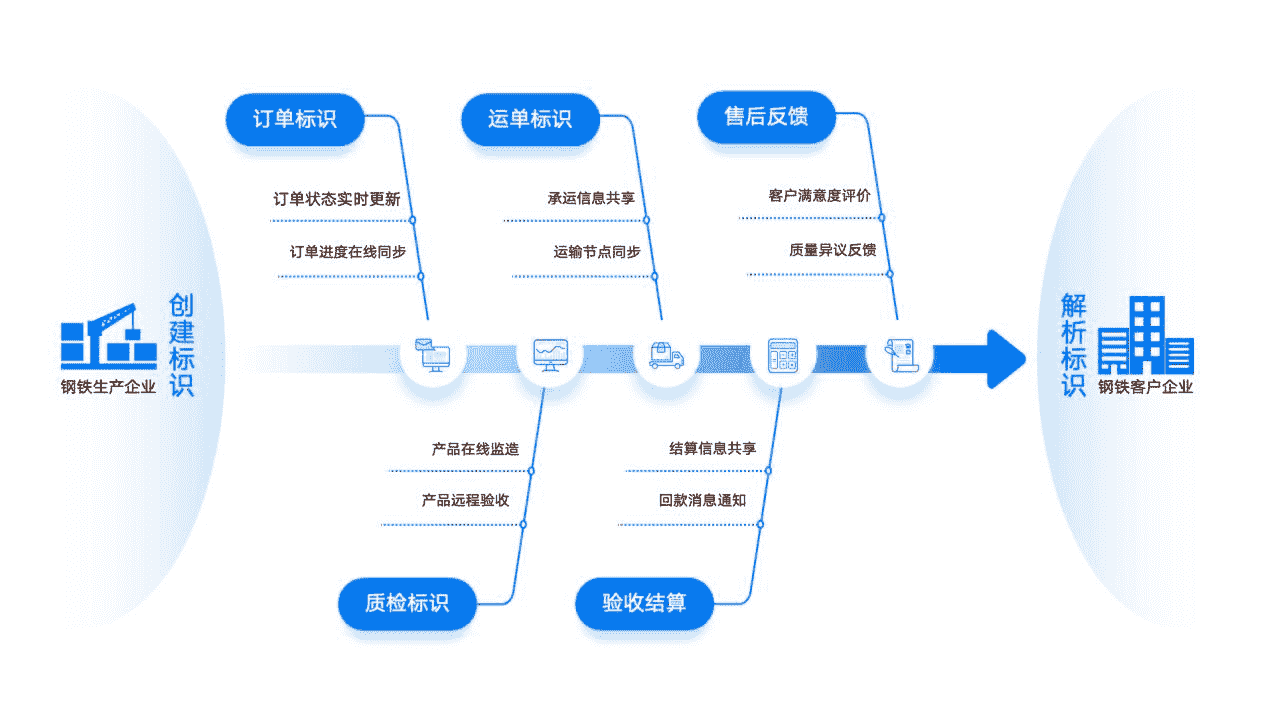 订单标识
运单标识
售后反馈
订单状态实时更新
承运信息共享
客户满意度评价
订单进度在线同步
运输节点同步
质量异议反馈
创建标识
钢铁生产企业
解析标识
钢铁客户企业
产品在线监造
结算信息共享
产品远程验收
回款消息通知
质检标识
验收结算